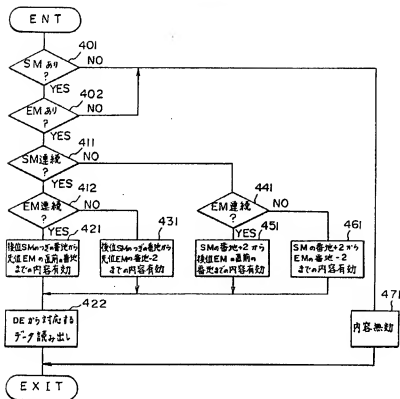 ENT
401
SMあり
?
NO
YES
402
EMあり
?
NO
YES
411
SM連続
?
NO
YES
412
EM連続
?
NO
YES
441
EM連続
?
NO
YES
421
後位SMのつぎの番地から
先位EMの直前の番地
までの内容有効
431
後位SMのつぎの番地から
先位EMの番地-2
までの内容有効
451
SMの番地+2から
後位EMの直前の
番地までの内容有効
461
SMの番地+2から
EMの番地-2
までの内容有効
422
DEから対応する
データ読み出し
471
内容無効
EXIT